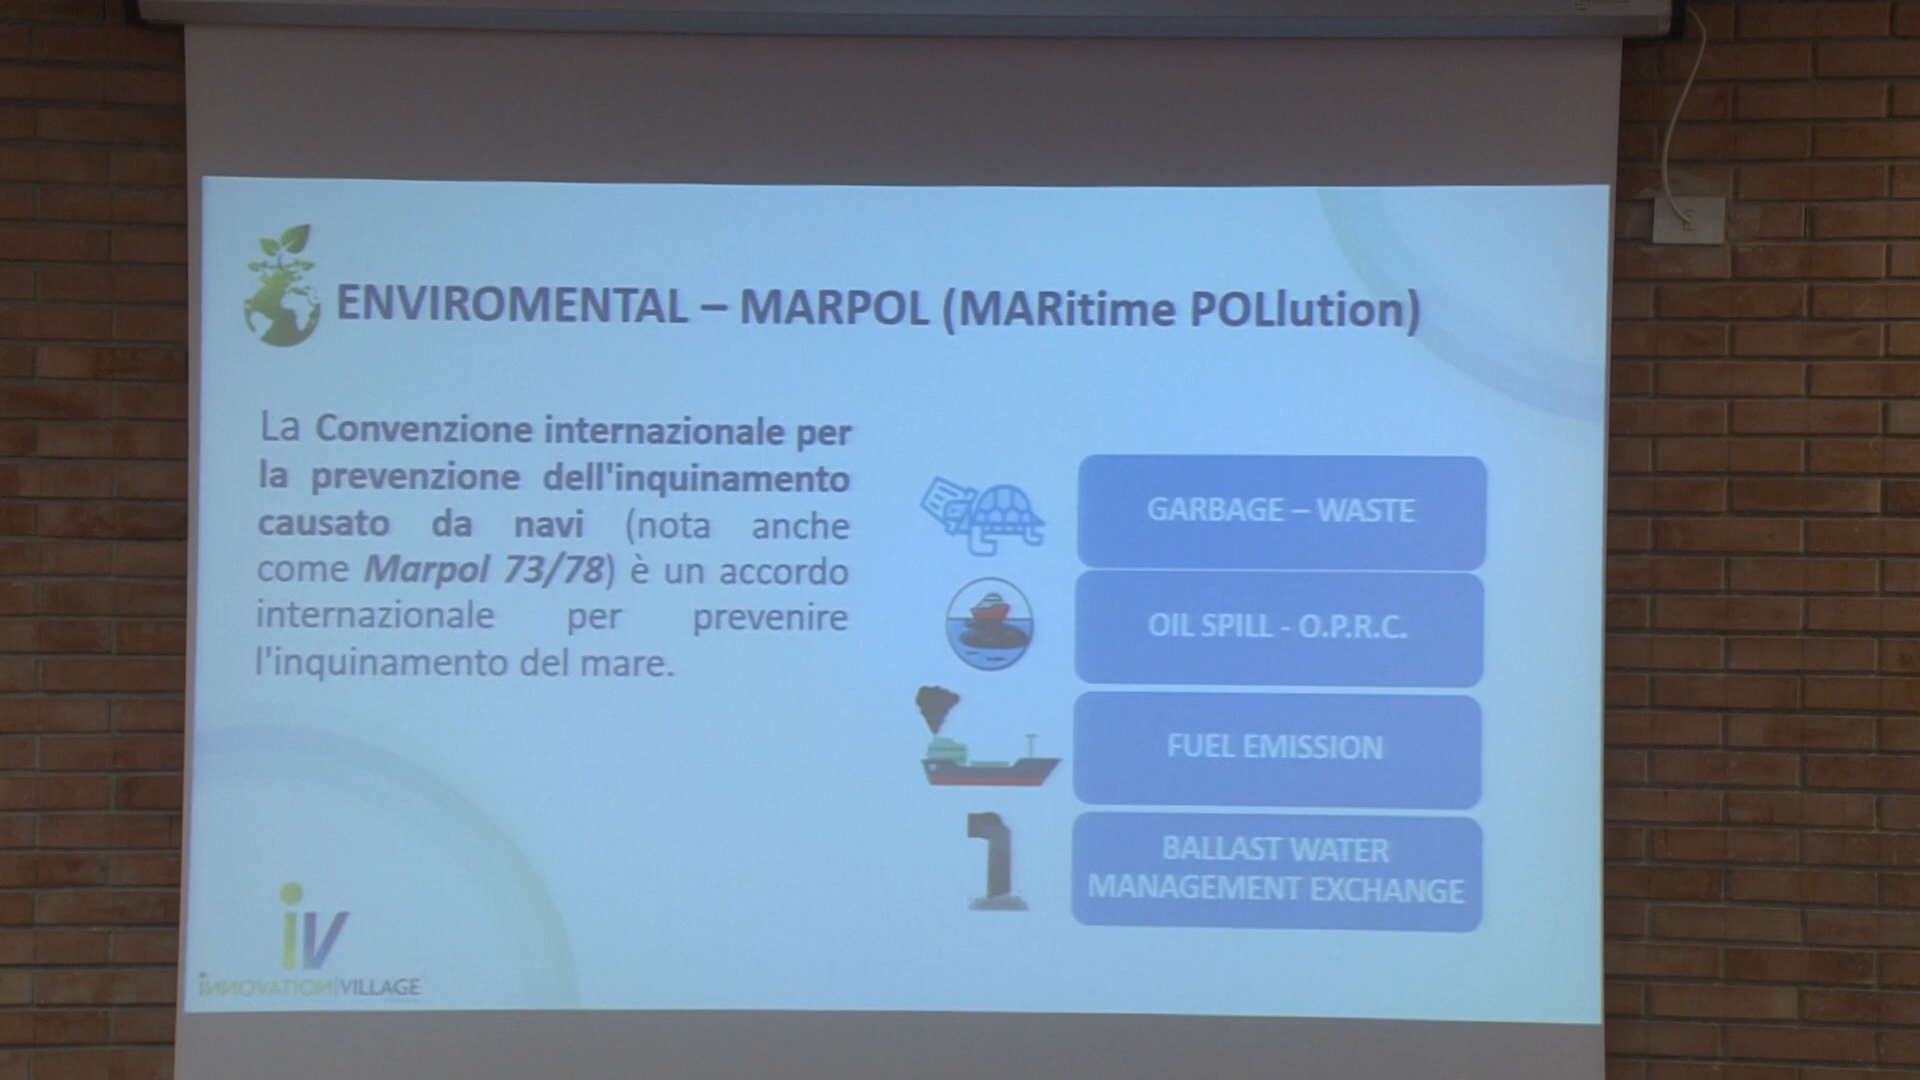 ENVIROMENTAL – MARPOL (MARitime POLlution)
La Convenzione internazionale per
la prevenzione dell'inquinamento
causato da navi (nota anche
come Marpol 73/78) è un accordo
internazionale per prevenire
l'inquinamento del mare.
GARBAGE – WASTE
OIL SPILL - O.P.R.C.
FUEL EMISSION
BALLAST WATER
MANAGEMENT EXCHANGE
iV
INNOVATION|VILLAGE